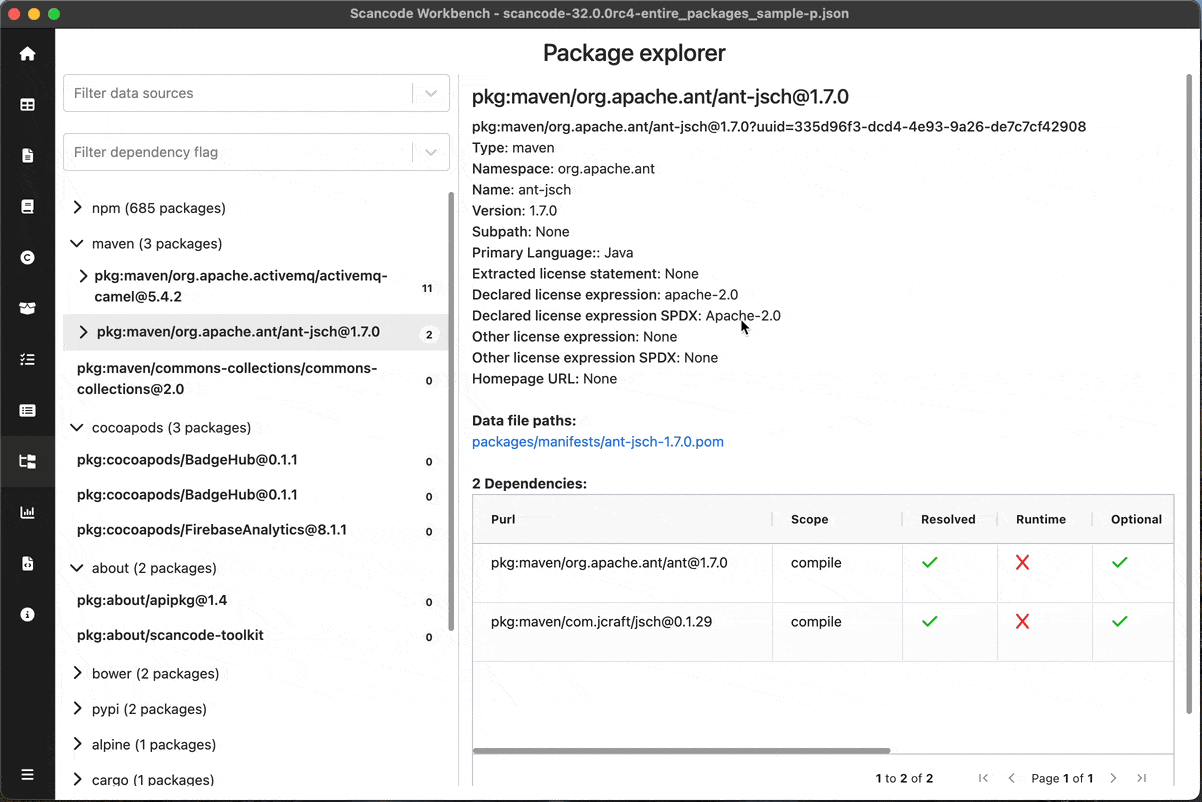 Scancode Workbench - scancode-32.0.0rc4-entire_packages_sample-p.json
Package explorer
Filter data sources
Filter dependency flag
npm (685 packages)
maven (3 packages)
pkg:maven/org.apache.activemq/activemq-
camel@5.4.2
11
pkg:maven/org.apache.ant/ant-jsch@1.7.0
2
pkg:maven/commons-collections/commons-
collections@2.0
0
cocoapods (3 packages)
pkg:cocoapods/BadgeHub@0.1.1
0
pkg:cocoapods/BadgeHub@0.1.1
0
pkg:cocoapods/FirebaseAnalytics@8.1.1
0
about (2 packages)
pkg:about/apipkg@1.4
0
pkg:about/scancode-toolkit
0
bower (2 packages)
pypi (2 packages)
alpine (1 packages)
cargo (1 packages)
pkg:maven/org.apache.ant/ant-jsch@1.7.0
pkg:maven/org.apache.ant/ant-jsch@1.7.0?uuid=335d96f3-dcd4-4e93-9a26-de7c7cf42908
Type: maven
Namespace: org.apache.ant
Name: ant-jsch
Version: 1.7.0
Subpath: None
Primary Language:: Java
Extracted license statement: None
Declared license expression: apache-2.0
Declared license expression SPDX: Apache-2.0
Other license expression: None
Other license expression SPDX: None
Homepage URL: None
Data file paths:
packages/manifests/ant-jsch-1.7.0.pom
2 Dependencies:
Purl Scope Resolved Runtime Optional
pkg:maven/org.apache.ant/ant@1.7.0 compile
pkg:maven/com.jcraft/jsch@0.1.29 compile
1 to 2 of 2 Page 1 of 1